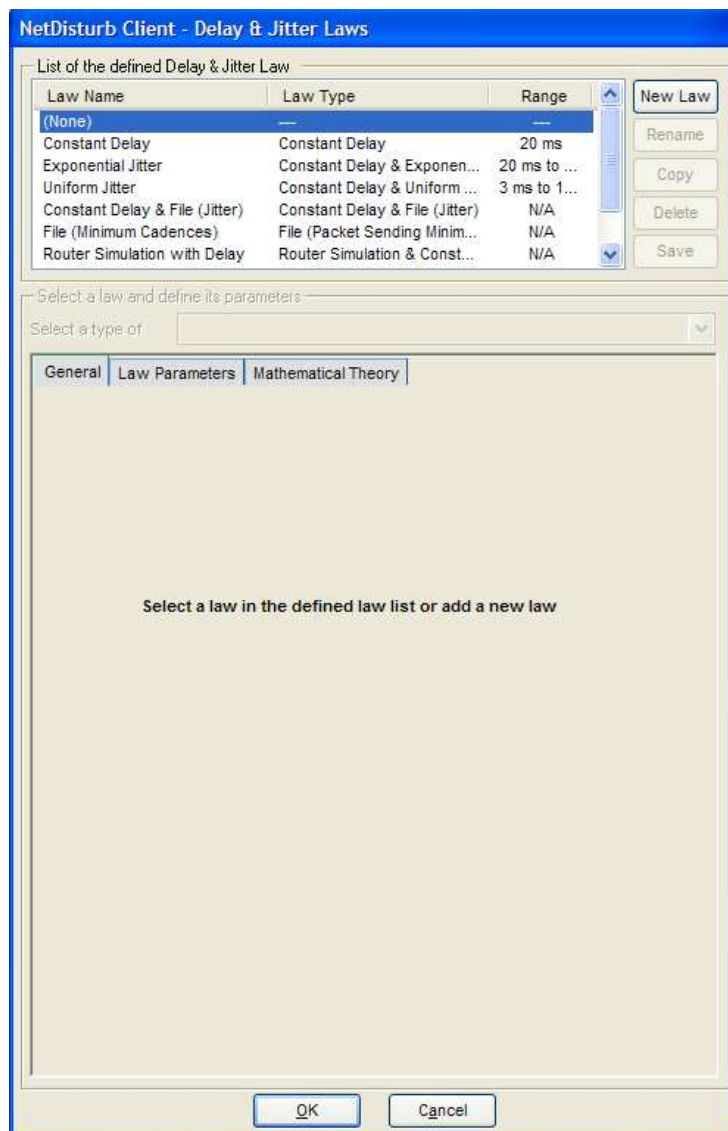 NetDisturb Client - Delay & Jitter Laws
List of the defined Delay & Jitter Law
Law Name Law Type Range
New Law
(None) --- ---
Rename
Constant Delay Constant Delay 20 ms
Exponential Jitter Constant Delay & Exponen... 20 ms to ...
Copy
Uniform Jitter Constant Delay & Uniform ... 3 ms to 1...
Constant Delay & File (Jitter) Constant Delay & File (Jitter) N/A
Delete
File (Minimum Cadences) File (Packet Sending Minim... N/A
Router Simulation with Delay Router Simulation & Const... N/A
Save
Select a law and define its parameters
Select a type of
General Law Parameters Mathematical Theory
Select a law in the defined law list or add a new law
OK Cancel